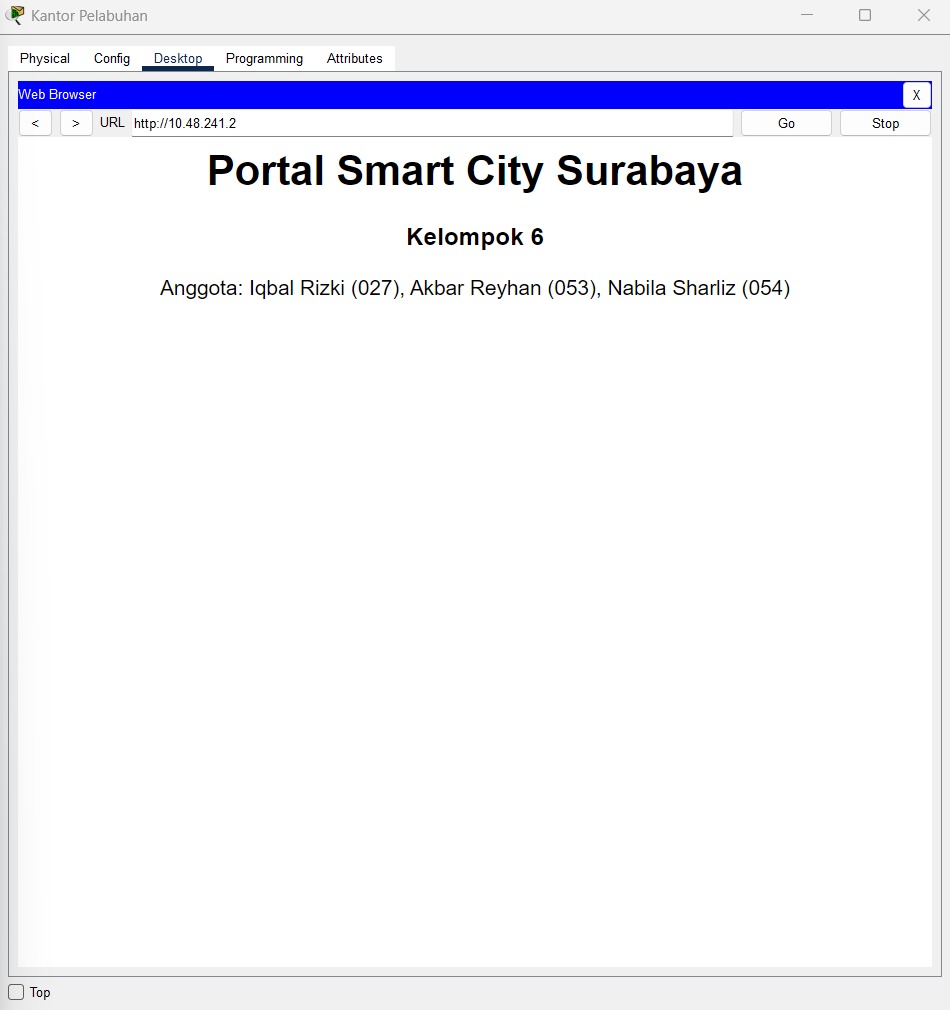 Kantor Pelabuhan
Physical Config Desktop Programming Attributes
Web Browser X
< > URL http://10.48.241.2 Go Stop
Portal Smart City Surabaya
Kelompok 6
Anggota: Iqbal Rizki (027), Akbar Reyhan (053), Nabila Sharliz (054)
Top